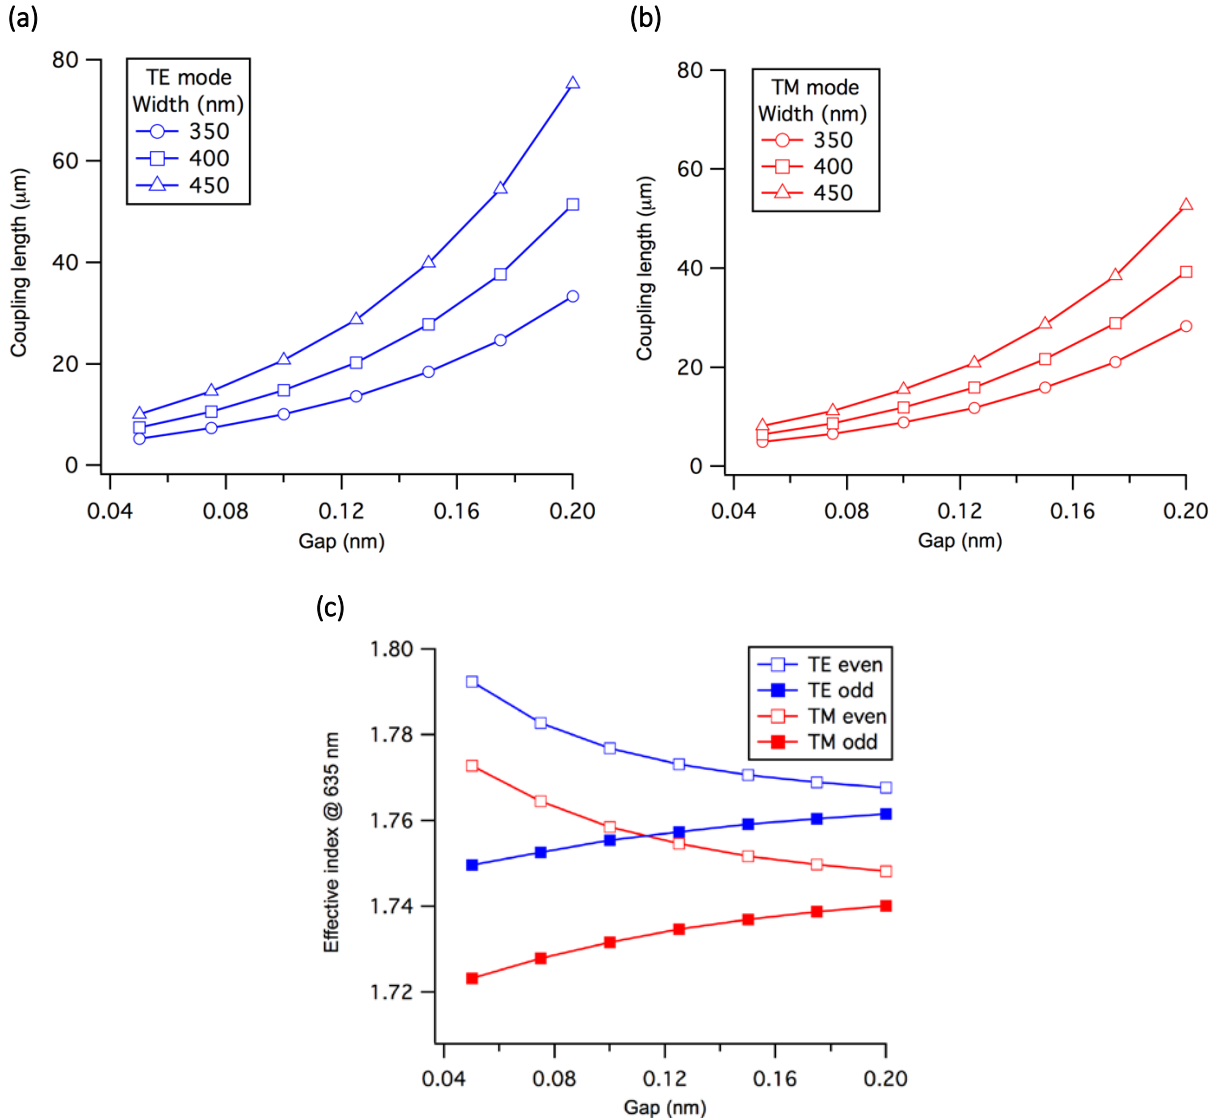 (a)
80
60
40
20
0
Coupling length (μm)
TE mode
Width (nm)
350
400
450
0.04
0.08
0.12
0.16
0.20
Gap (nm)
(b)
80
60
40
20
0
Coupling length (μm)
TM mode
Width (nm)
350
400
450
0.04
0.08
0.12
0.16
0.20
Gap (nm)
(c)
1.80
1.78
1.76
1.74
1.72
Effective index @ 635 nm
TE even
TE odd
TM even
TM odd
0.04
0.08
0.12
0.16
0.20
Gap (nm)